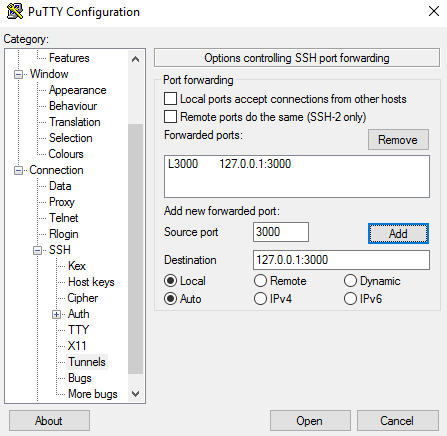 PuTTY Configuration
Category:
Features
Window
Appearance
Behaviour
Translation
Selection
Colours
Connection
Data
Proxy
Telnet
Rlogin
SSH
Kex
Host keys
Cipher
Auth
TTY
X11
Tunnels
Bugs
More bugs
Options controlling SSH port forwarding
Port forwarding
Local ports accept connections from other hosts
Remote ports do the same (SSH-2 only)
Forwarded ports:
Remove
L3000 127.0.0.1:3000
Add new forwarded port:
Source port 3000 Add
Destination 127.0.0.1:3000
Local Remote Dynamic
Auto IPv4 IPv6
About Open Cancel